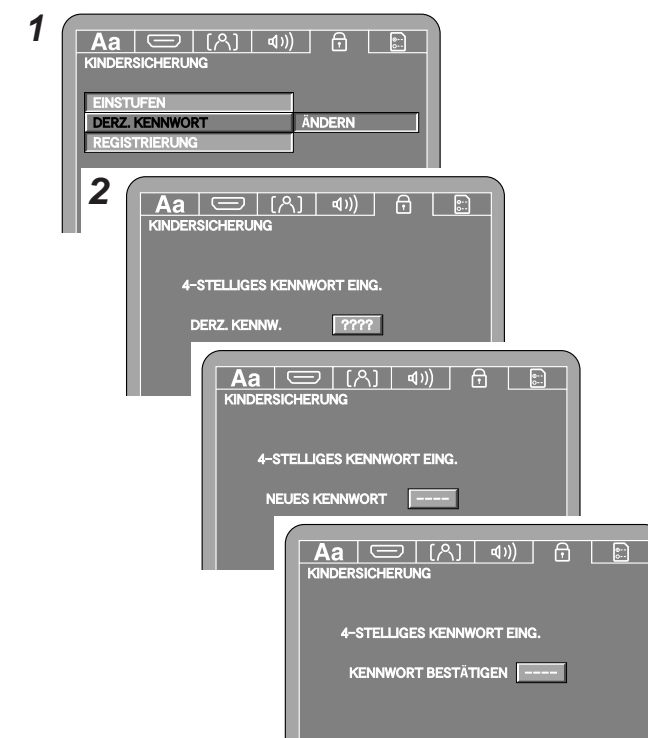 1
Aa
KINDERSICHERUNG
EINSTUFEN
DERZ. KENNWORT ÄNDERN
REGISTRIERUNG
2
Aa
KINDERSICHERUNG
4-STELLIGES KENNWORT EING.
DERZ. KENNW. ????
Aa
KINDERSICHERUNG
4-STELLIGES KENNWORT EING.
NEUES KENNWORT ----
Aa
KINDERSICHERUNG
4-STELLIGES KENNWORT EING.
KENNWORT BESTÄTIGEN ----